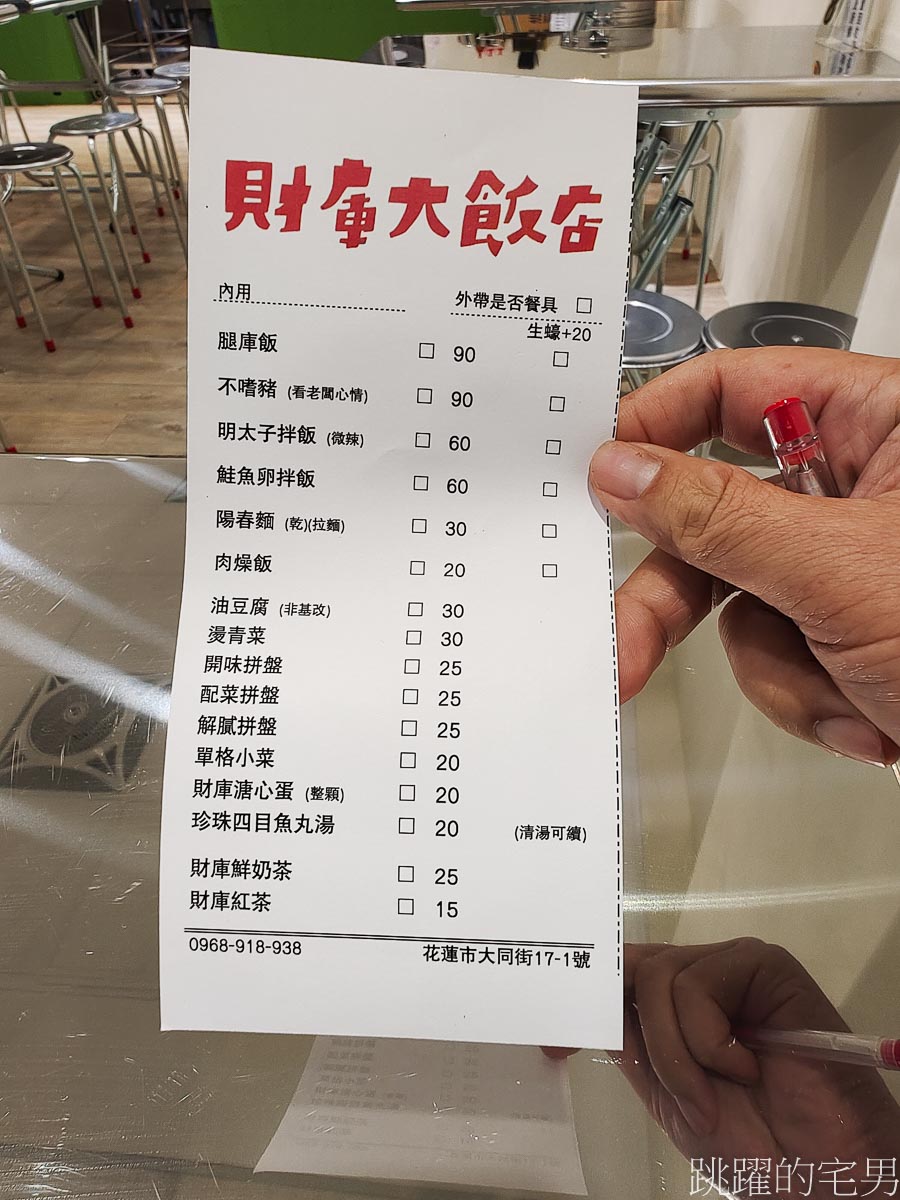 財庫大飯店
內用 外帶是否餐具 □
生蠔+20
腿庫飯 □ 90 □
不嗜豬 (看老闆心情) □ 90 □
明太子拌飯 (微辣) □ 60 □
鮭魚卵拌飯 □ 60 □
陽春麵 (乾)(拉麵) □ 30 □
肉燥飯 □ 20 □
油豆腐 (非基改) □ 30
燙青菜 □ 30
開味拼盤 □ 25
配菜拼盤 □ 25
解膩拼盤 □ 25
單格小菜 □ 20
財庫溏心蛋 (整顆) □ 20
珍珠四目魚丸湯 □ 20 (清湯可續)
財庫鮮奶茶 □ 25
財庫紅茶 □ 15
0968-918-938 花蓮市大同街17-1號
跳躍的宅男